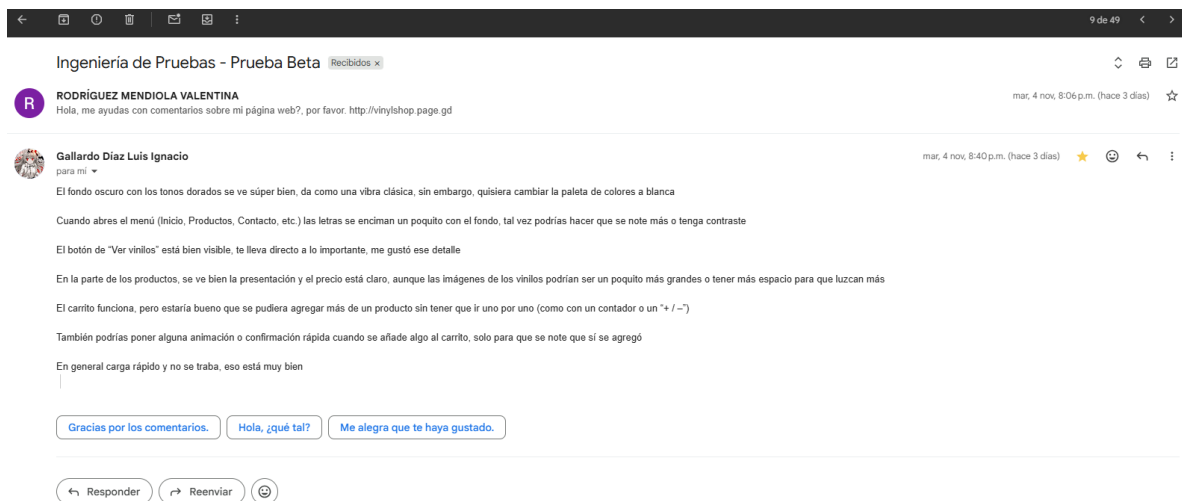 9 de 49
Ingeniería de Pruebas - Prueba Beta Recibidos ×
R
RODRÍGUEZ MENDIOLA VALENTINA mar, 4 nov, 8:06 p.m. (hace 3 días)
Hola, me ayudas con comentarios sobre mi página web?, por favor. http://vinylshop.page.gd
Gallardo Díaz Luis Ignacio mar, 4 nov, 8:40 p.m. (hace 3 días)
para mí
El fondo oscuro con los tonos dorados se ve súper bien, da como una vibra clásica, sin embargo, quisiera cambiar la paleta de colores a blanca
Cuando abres el menú (Inicio, Productos, Contacto, etc.) las letras se enciman un poquito con el fondo, tal vez podrías hacer que se note más o tenga contraste
El botón de “Ver vinilos” está bien visible, te lleva directo a lo importante, me gustó ese detalle
En la parte de los productos, se ve bien la presentación y el precio está claro, aunque las imágenes de los vinilos podrían ser un poquito más grandes o tener más espacio para que luzcan más
El carrito funciona, pero estaría bueno que se pudiera agregar más de un producto sin tener que ir uno por uno (como con un contador o un “+ / –”)
También podrías poner alguna animación o confirmación rápida cuando se añade algo al carrito, solo para que se note que sí se agregó
En general carga rápido y no se traba, eso está muy bien
Gracias por los comentarios. Hola, ¿qué tal? Me alegra que te haya gustado.
Responder Reenviar